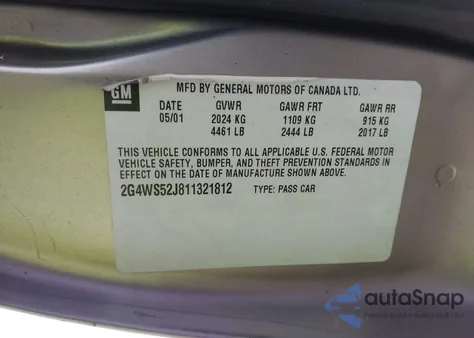 GM
MFD BY GENERAL MOTORS OF CANADA LTD.
DATE GVWR GAWR FRT GAWR RR
05/01 2024 KG 1109 KG 915 KG
4461 LB 2444 LB 2017 LB
THIS VEHICLE CONFORMS TO ALL APPLICABLE U.S. FEDERAL MOTOR
VEHICLE SAFETY, BUMPER, AND THEFT PREVENTION STANDARDS IN
EFFECT ON THE DATE OF MANUFACTURE SHOWN ABOVE.
2G4WS52J811321812 TYPE: PASS CAR
autoSnap